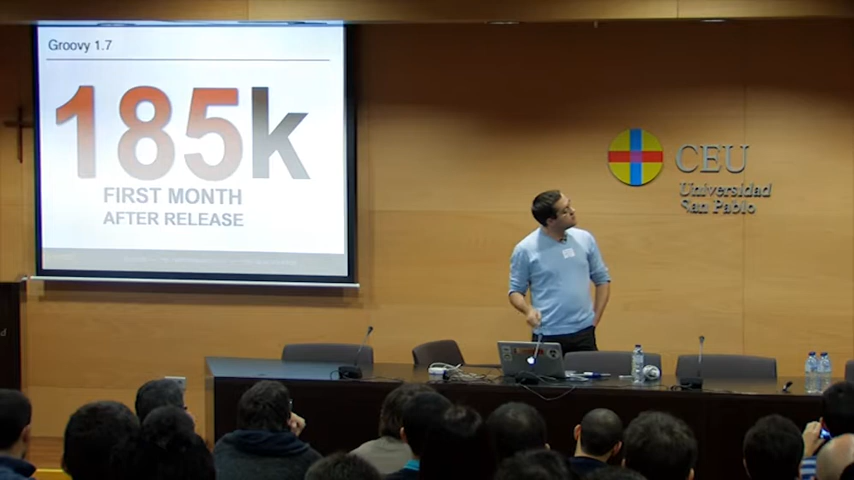 Groovy 1.7
185k
FIRST MONTH
AFTER RELEASE
CEU
Universidad
San Pablo